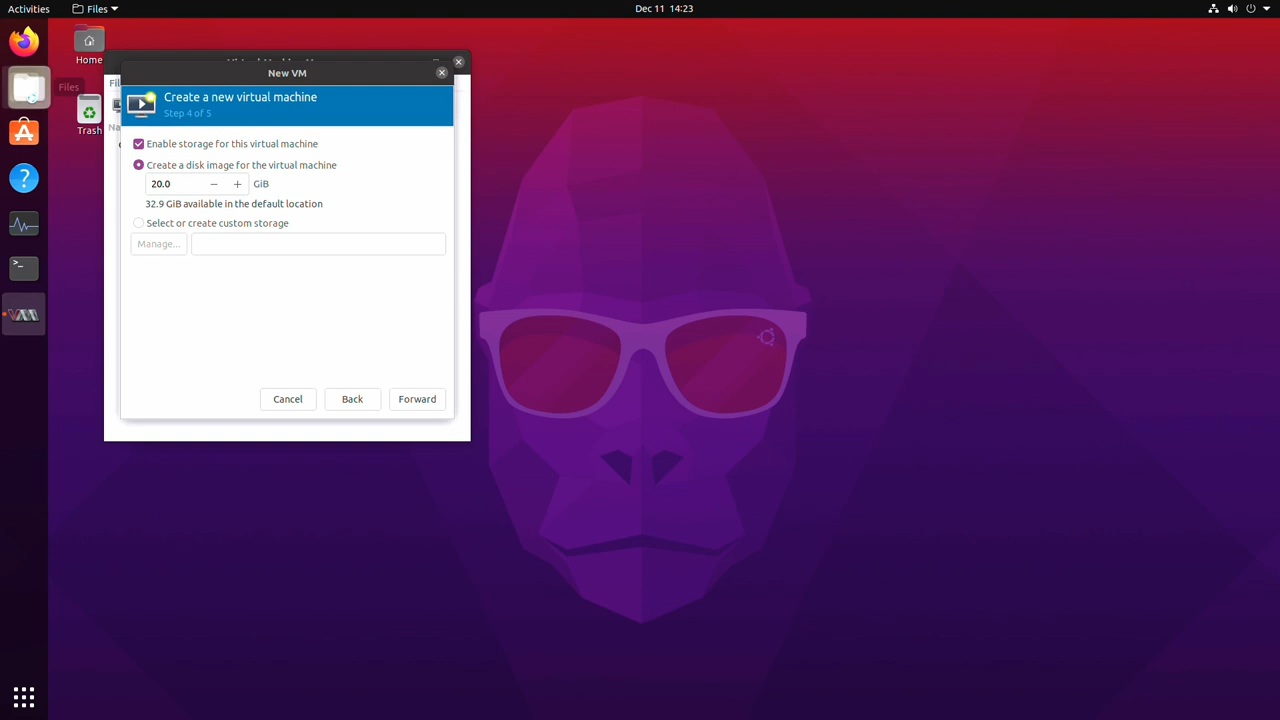 Activities
Files
Dec 11 14:23
Home
Files
Trash
New VM
Create a new virtual machine
Step 4 of 5
Enable storage for this virtual machine
Create a disk image for the virtual machine
20.0 − + GiB
32.9 GiB available in the default location
Select or create custom storage
Manage...
Cancel
Back
Forward